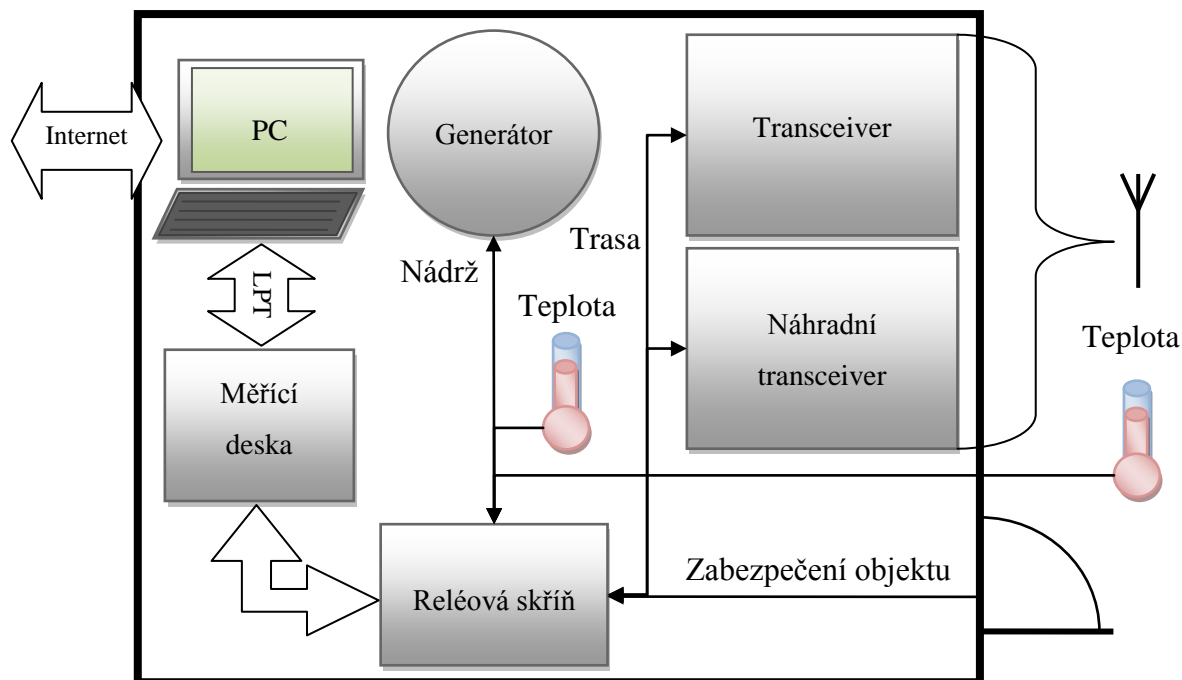 Internet
PC
Generátor
Transceiver
Trasa
Nádrž
LPT
Teplota
Náhradní
transceiver
Teplota
Měřící
deska
Zabezpečení objektu
Reléová skříň